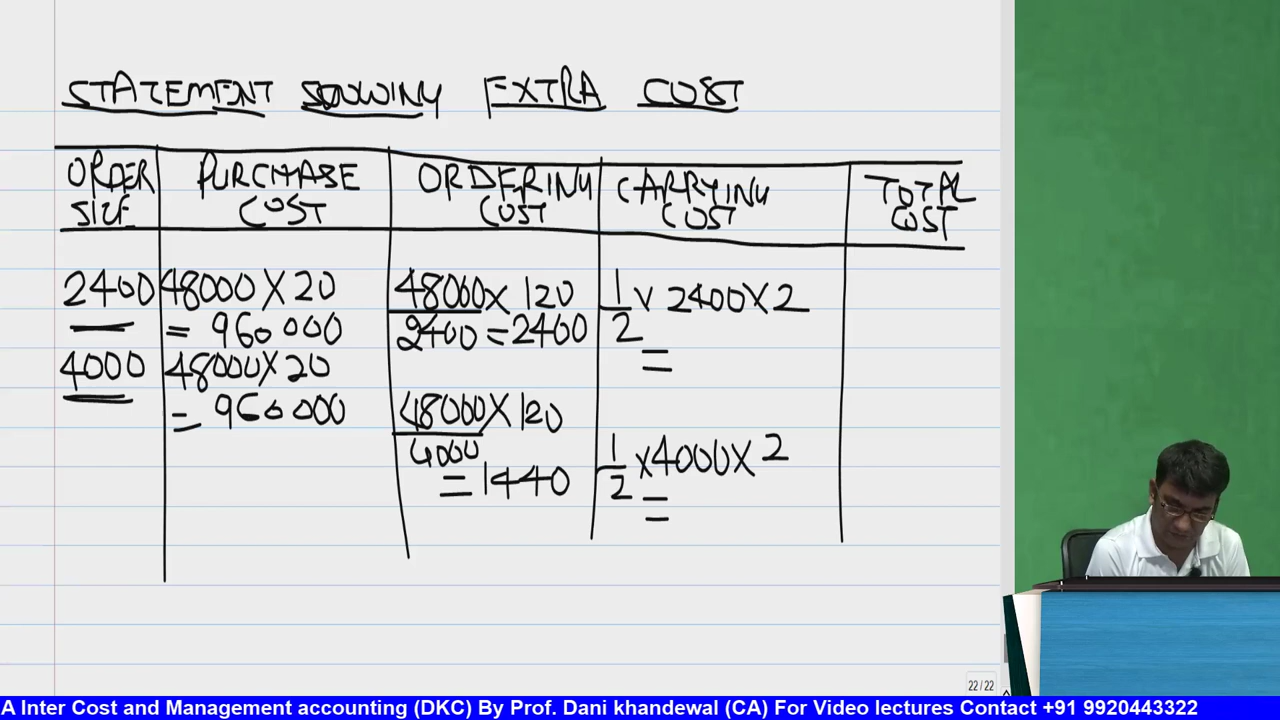 STATEMENT SHOWING EXTRA COST
ORDER SIZE
PURCHASE COST
ORDERING COST
CARRYING COST
TOTAL COST
2400
48000 X 20
= 960000
48000 X 120
2400 = 2400
1/2 X 2400 X 2
=
4000
48000 X 20
= 960000
48000 X 120
4000
= 1440
1/2 X 4000 X 2
=
22 / 22
A Inter Cost and Management accounting (DKC) By Prof. Dani khandewal (CA) For Video lectures Contact +91 9920443322